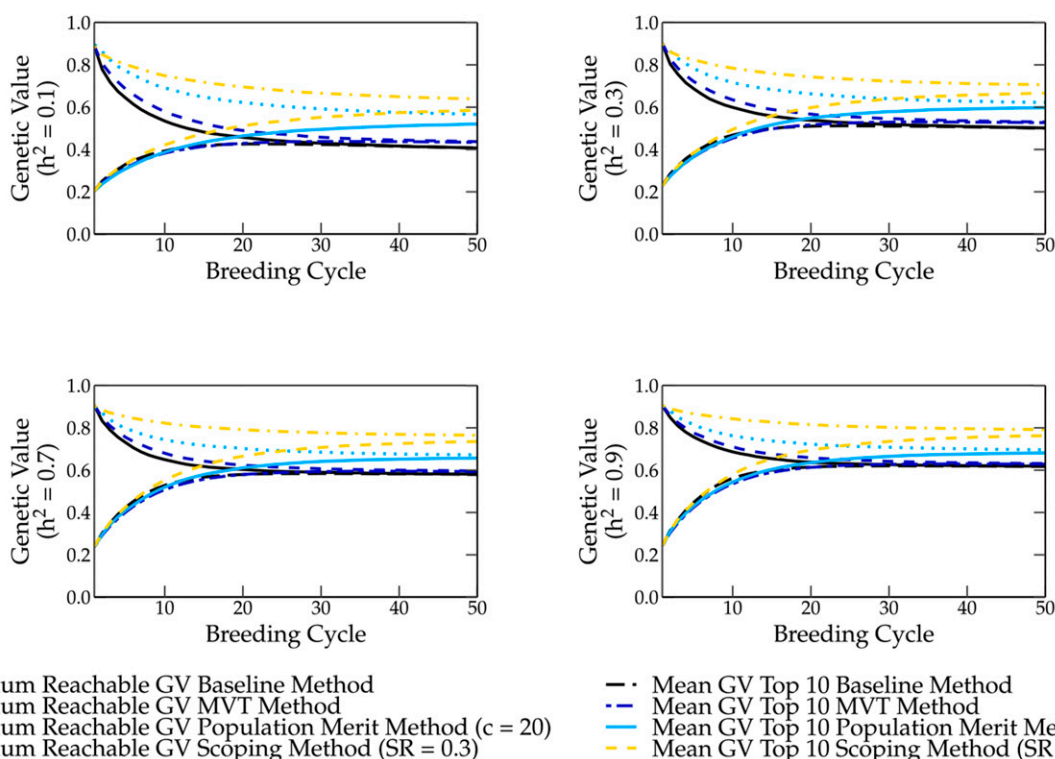 1.0
0.8
0.6
0.4
0.2
0.0
Genetic Value
(h² = 0.1)
10 20 30 40 50
Breeding Cycle
1.0
0.8
0.6
0.4
0.2
0.0
Genetic Value
(h² = 0.3)
10 20 30 40 50
Breeding Cycle
1.0
0.8
0.6
0.4
0.2
0.0
Genetic Value
(h² = 0.7)
10 20 30 40 50
Breeding Cycle
1.0
0.8
0.6
0.4
0.2
0.0
Genetic Value
(h² = 0.9)
10 20 30 40 50
Breeding Cycle
um Reachable GV Baseline Method
um Reachable GV MVT Method
um Reachable GV Population Merit Method (c = 20)
um Reachable GV Scoping Method (SR = 0.3)
Mean GV Top 10 Baseline Method
Mean GV Top 10 MVT Method
Mean GV Top 10 Population Merit Me
Mean GV Top 10 Scoping Method (SR